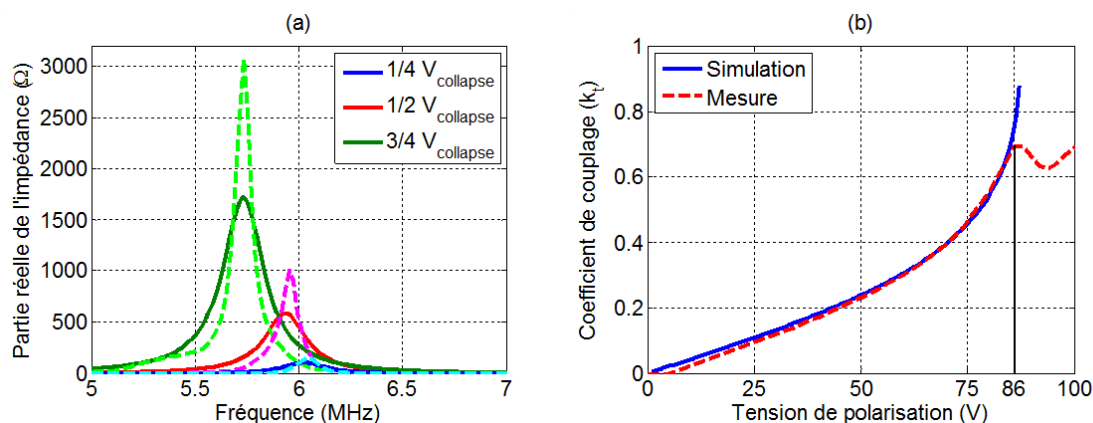 (a)
Partie réelle de l'impédance (Ω)
3000
2500
2000
1500
1000
500
0
5
5.5
6
6.5
7
Fréquence (MHz)
1/4 Vcollapse
1/2 Vcollapse
3/4 Vcollapse
(b)
Coefficient de couplage (kt)
1
0.8
0.6
0.4
0.2
0
0
25
50
75
86
100
Tension de polarisation (V)
Simulation
Mesure